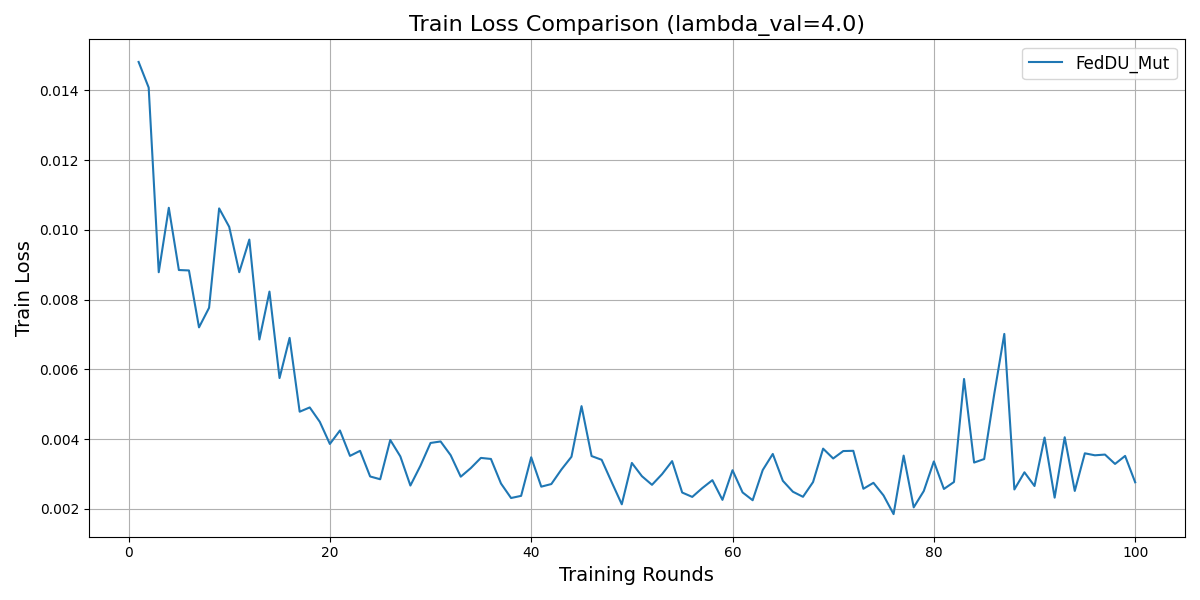 Train Loss Comparison (lambda_val=4.0)
FedDU_Mut
Train Loss
0.014
0.012
0.010
0.008
0.006
0.004
0.002
0 20 40 60 80 100
Training Rounds